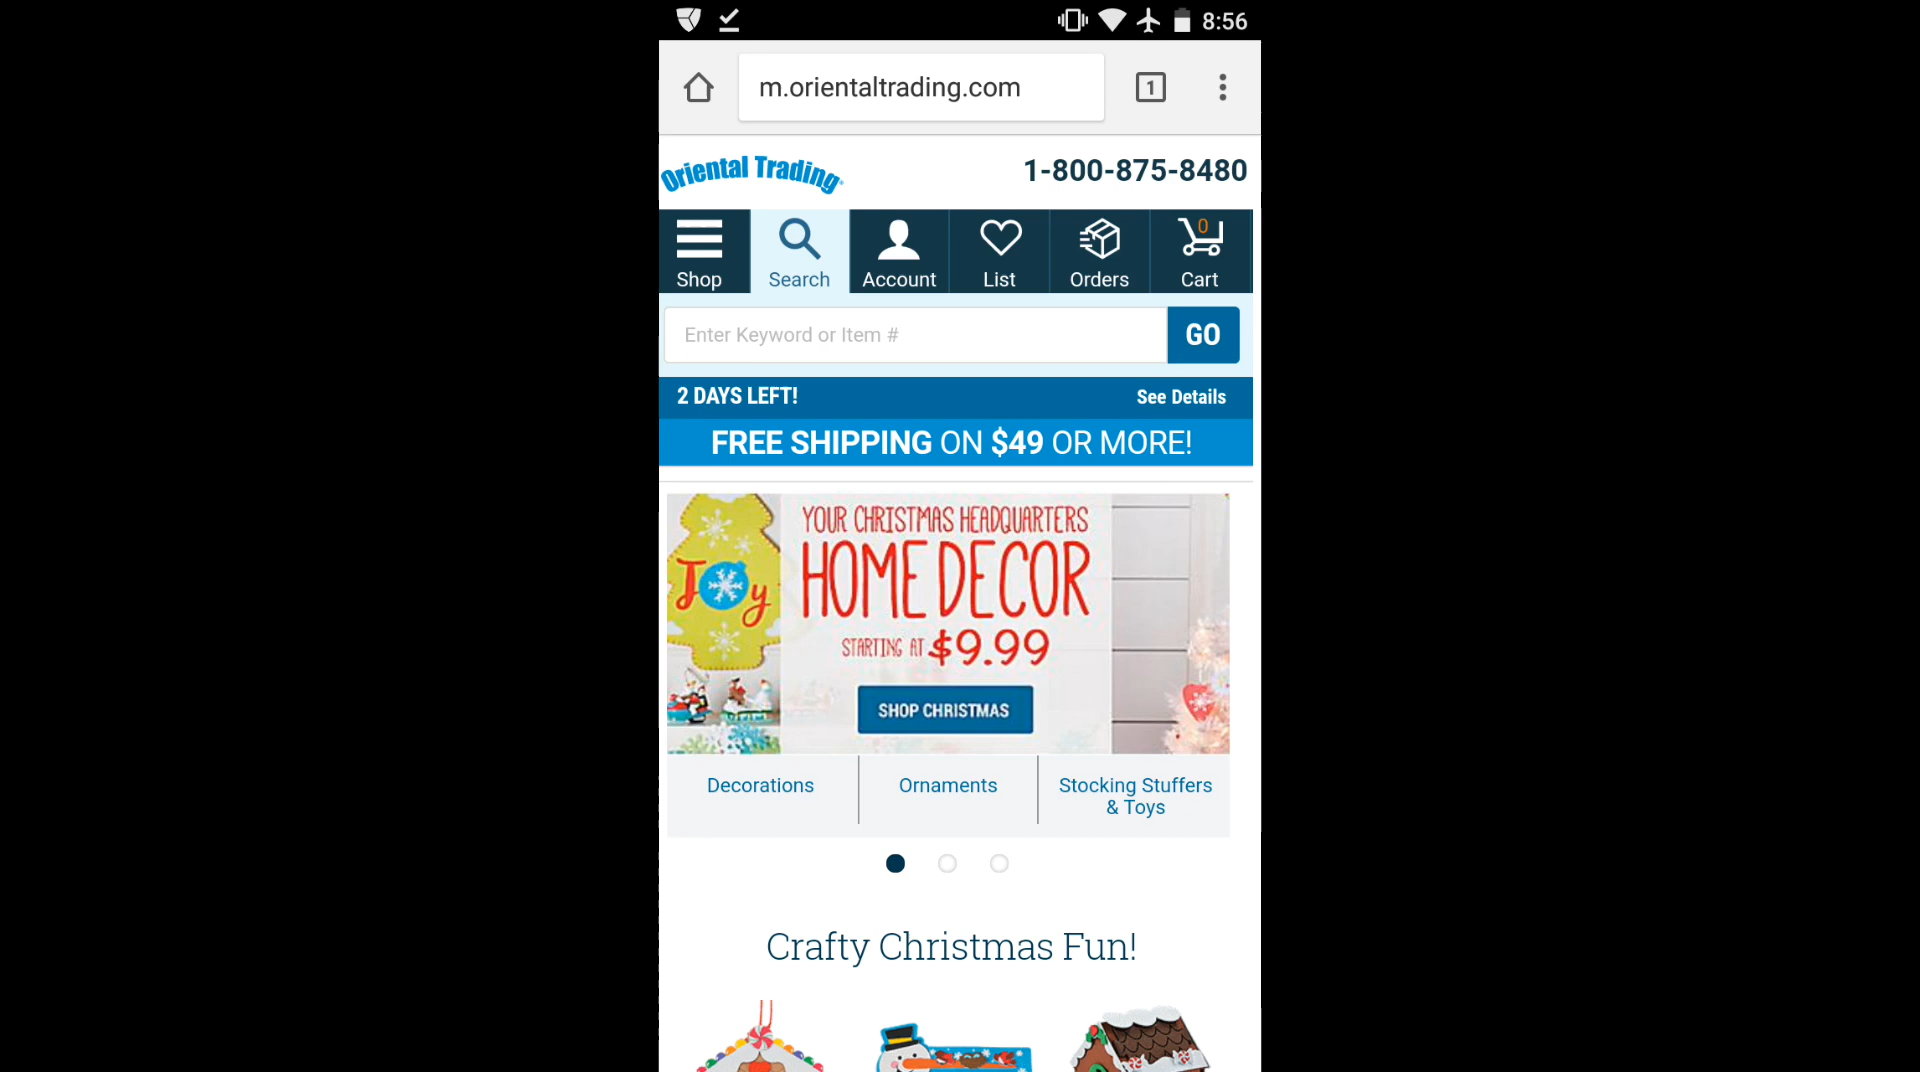 8:56
m.orientaltrading.com
1
Oriental Trading
1-800-875-8480
Shop
Search
Account
List
Orders
0
Cart
Enter Keyword or Item #
GO
2 DAYS LEFT!
See Details
FREE SHIPPING ON $49 OR MORE!
YOUR CHRISTMAS HEADQUARTERS
HOME DECOR
STARTING AT $9.99
Joy
SHOP CHRISTMAS
Decorations
Ornaments
Stocking Stuffers
& Toys
Crafty Christmas Fun!